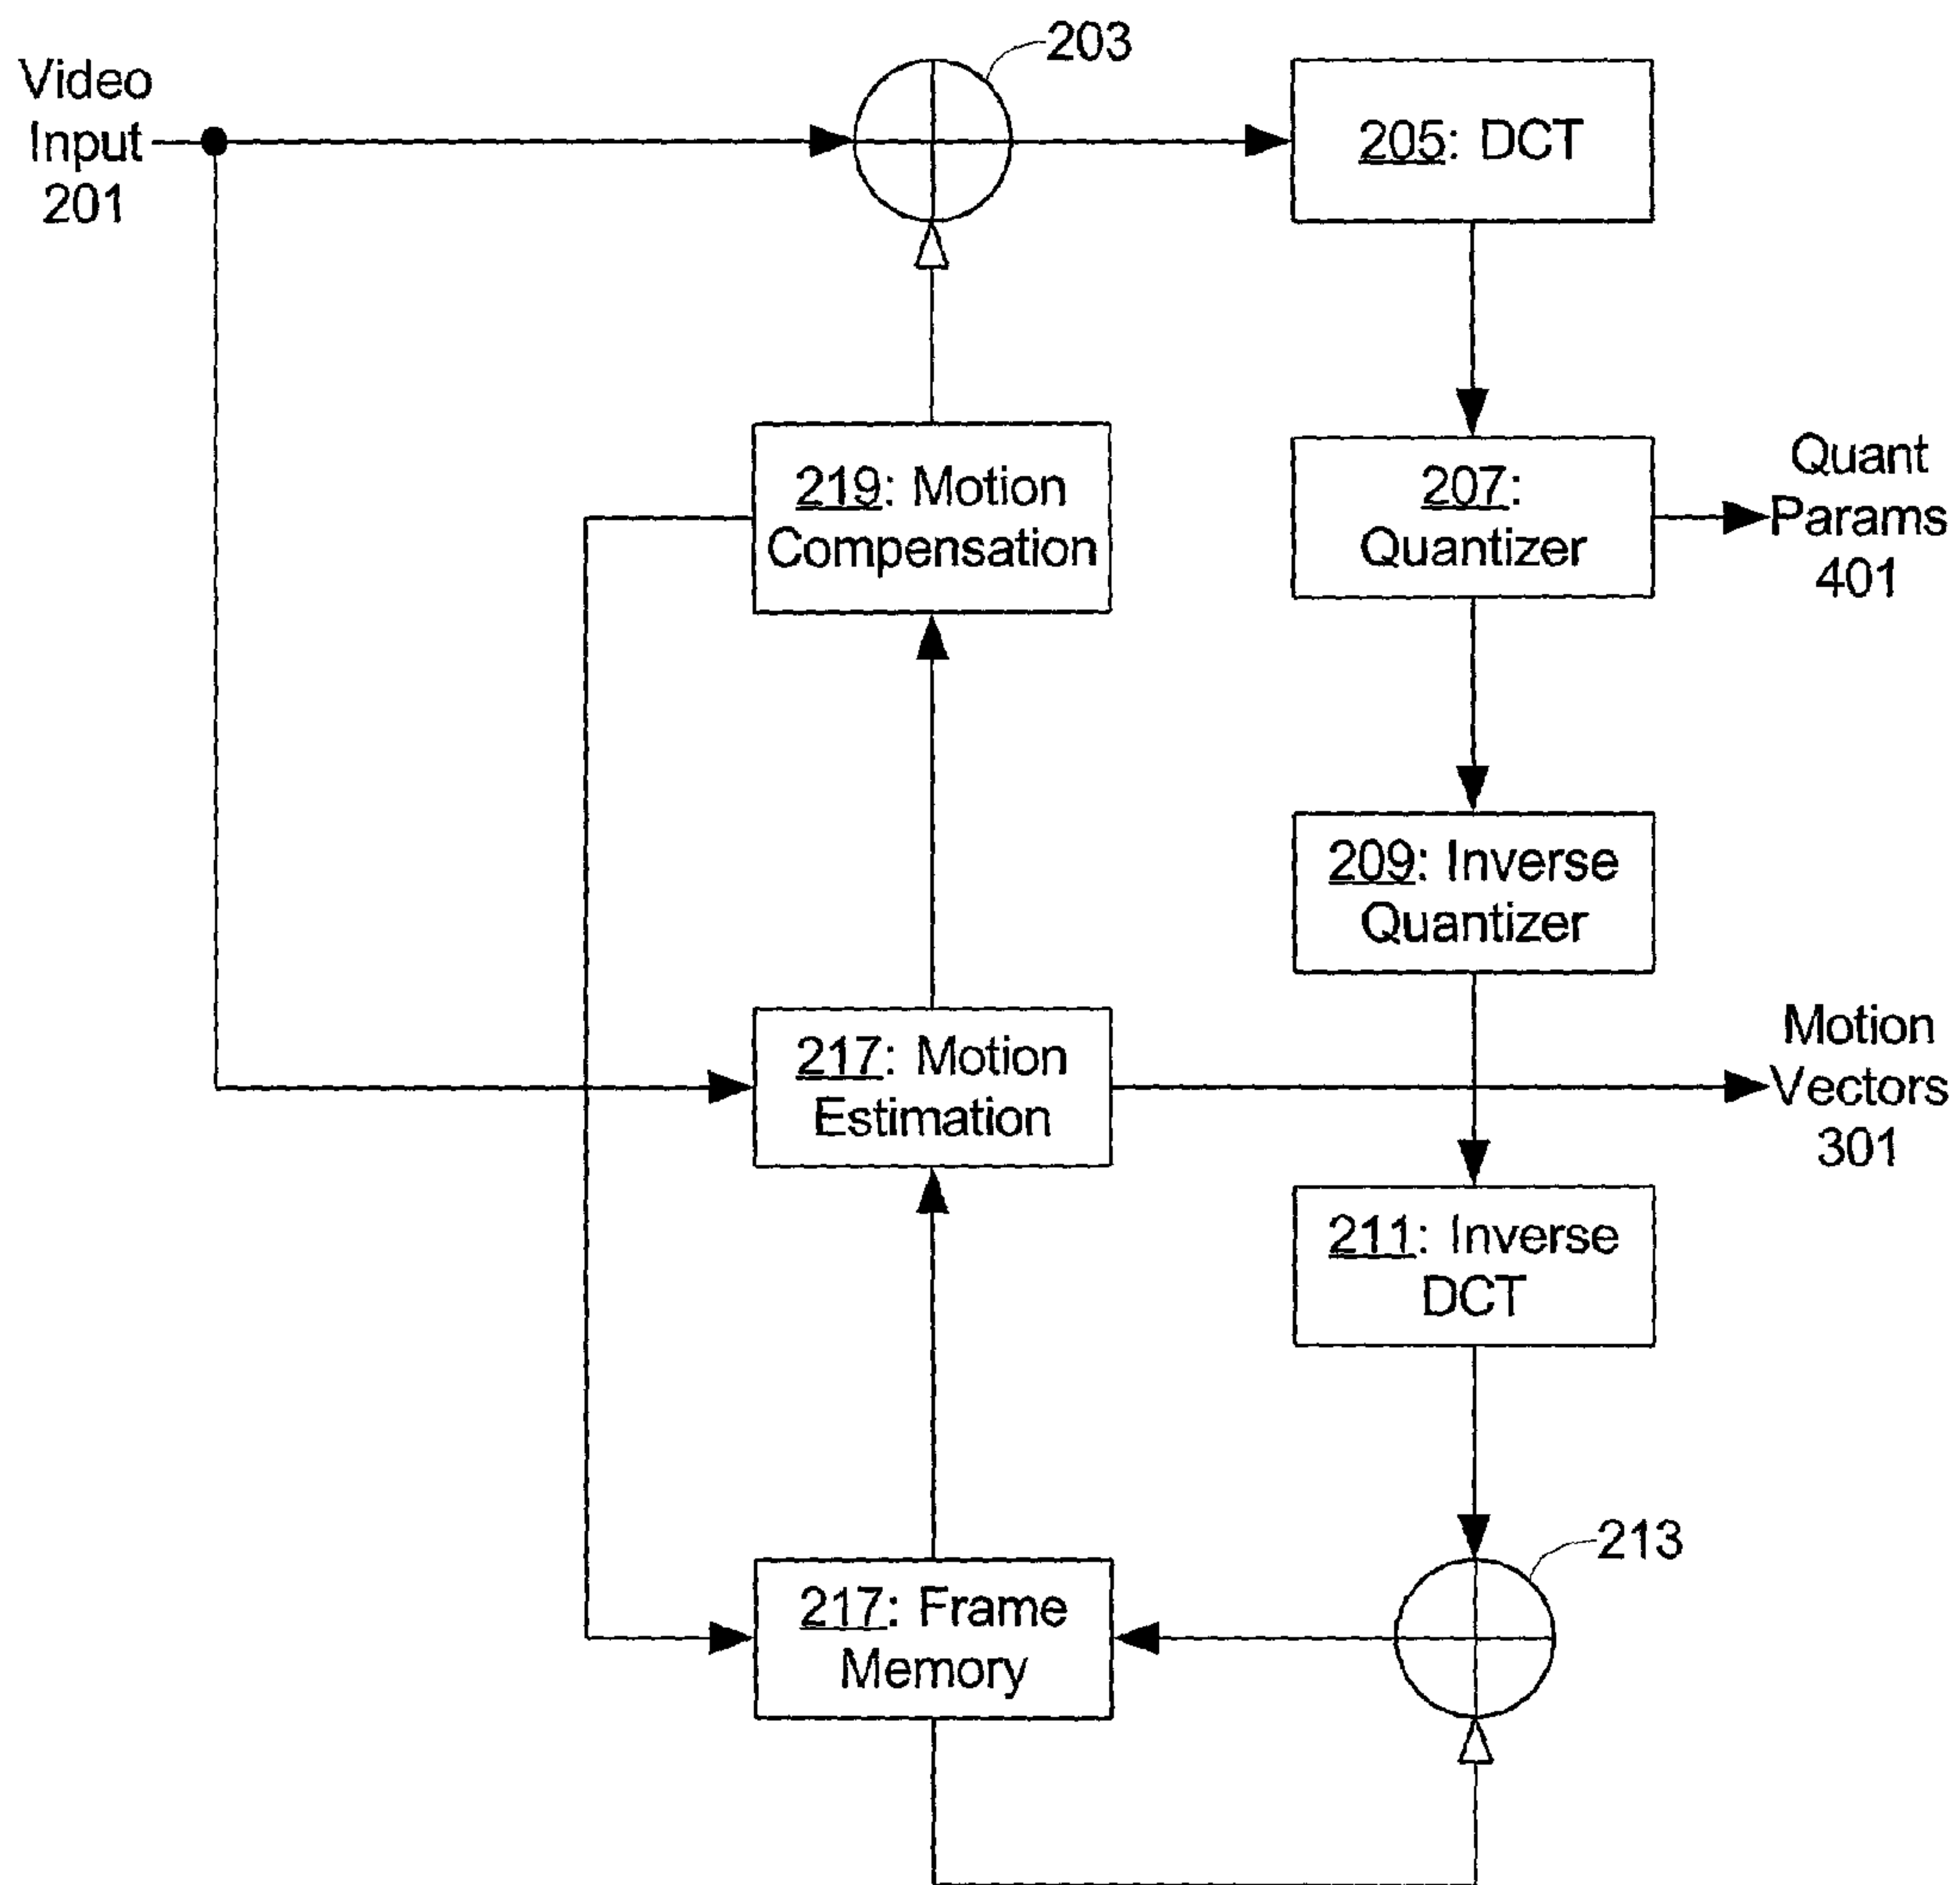 203
Video
Input
201
205: DCT
219: Motion
Compensation
207:
Quantizer
Quant
Params
401
209: Inverse
Quantizer
217: Motion
Estimation
Motion
Vectors
301
211: Inverse
DCT
213
217: Frame
Memory